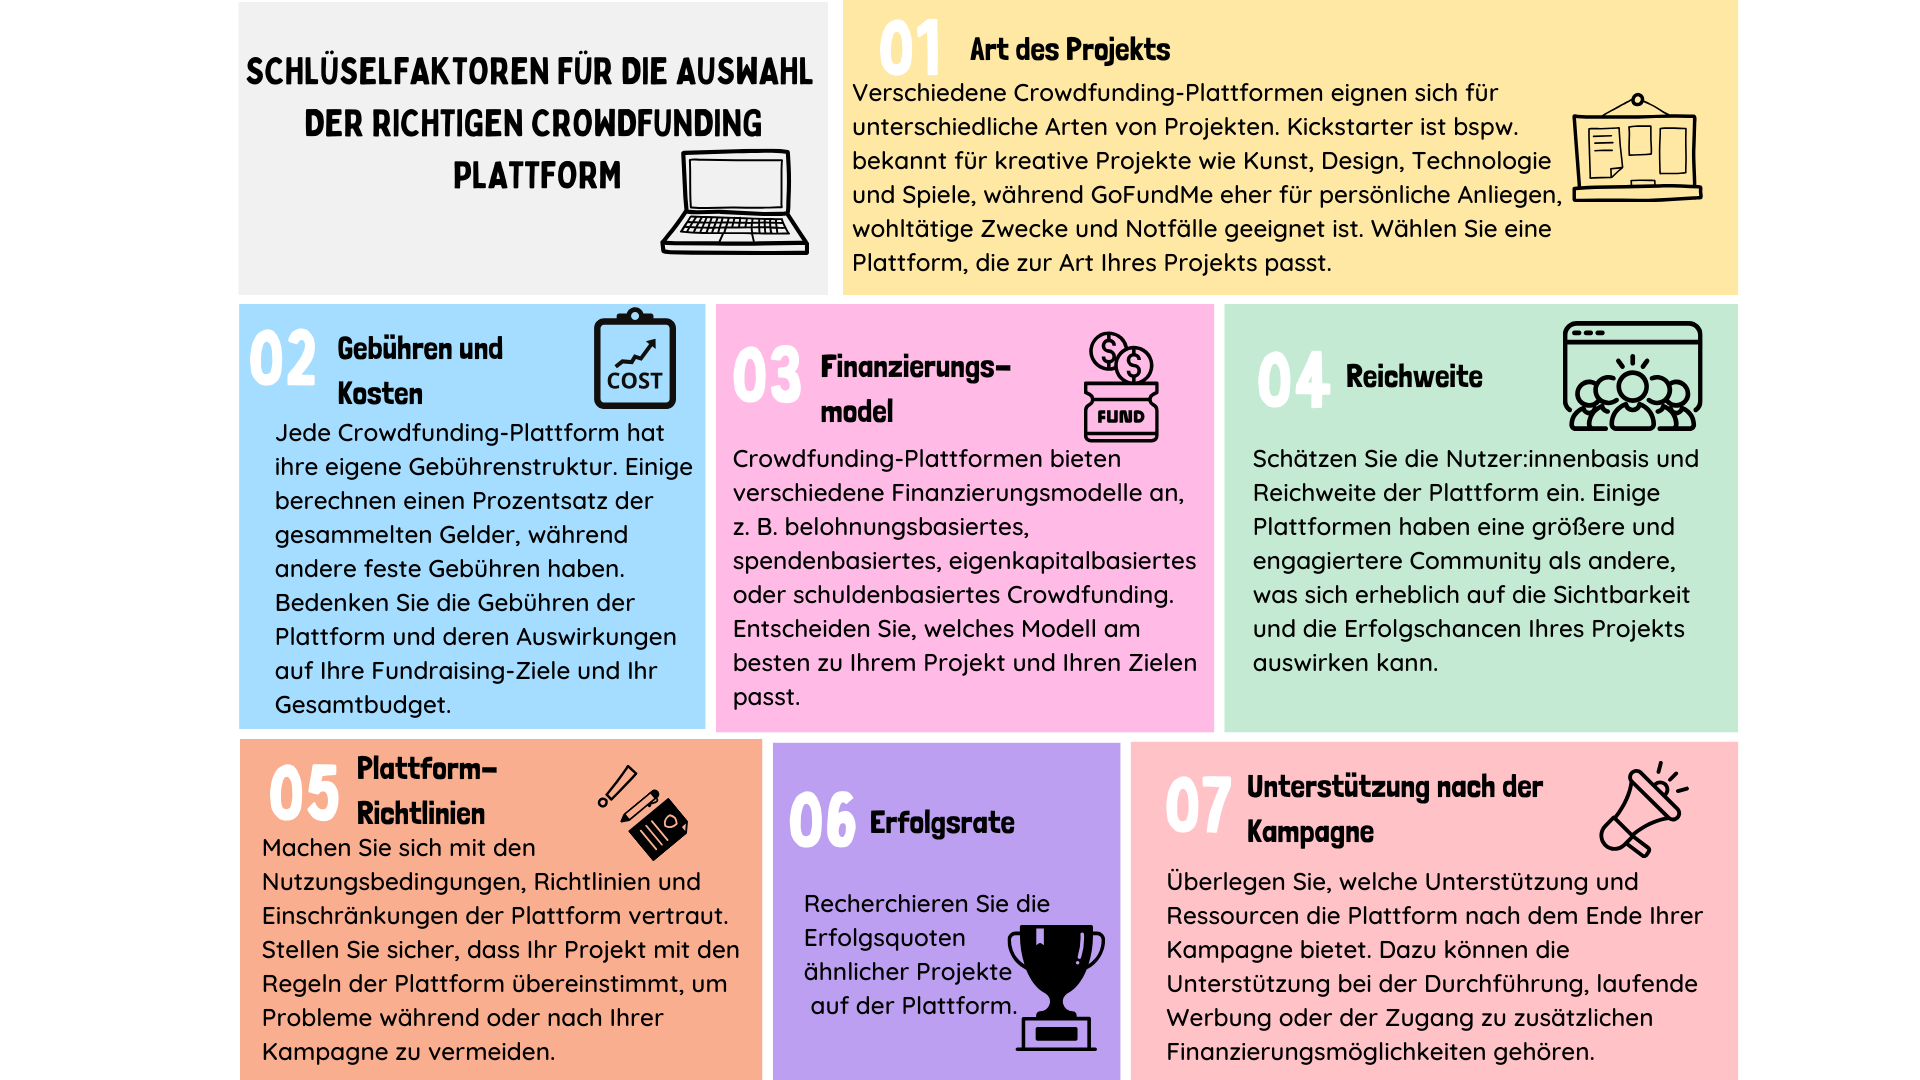 SCHLÜSELFAKTOREN FÜR DIE AUSWAHL
DER RICHTIGEN CROWDFUNDING
PLATTFORM
01
Art des Projekts
Verschiedene Crowdfunding-Plattformen eignen sich für
unterschiedliche Arten von Projekten. Kickstarter ist bspw.
bekannt für kreative Projekte wie Kunst, Design, Technologie
und Spiele, während GoFundMe eher für persönliche Anliegen,
wohltätige Zwecke und Notfälle geeignet ist. Wählen Sie eine
Plattform, die zur Art Ihres Projekts passt.
02
Gebühren und
Kosten
COST
Jede Crowdfunding-Plattform hat
ihre eigene Gebührenstruktur. Einige
berechnen einen Prozentsatz der
gesammelten Gelder, während
andere feste Gebühren haben.
Bedenken Sie die Gebühren der
Plattform und deren Auswirkungen
auf Ihre Fundraising-Ziele und Ihr
Gesamtbudget.
03
Finanzierungs-
model
$ $
FUND
Crowdfunding-Plattformen bieten
verschiedene Finanzierungsmodelle an,
z. B. belohnungsbasiertes,
spendenbasiertes, eigenkapitalbasiertes
oder schuldenbasiertes Crowdfunding.
Entscheiden Sie, welches Modell am
besten zu Ihrem Projekt und Ihren Zielen
passt.
04
Reichweite
Schätzen Sie die Nutzer:innenbasis und
Reichweite der Plattform ein. Einige
Plattformen haben eine größere und
engagiertere Community als andere,
was sich erheblich auf die Sichtbarkeit
und die Erfolgschancen Ihres Projekts
auswirken kann.
05
Plattform-
Richtlinien
Machen Sie sich mit den
Nutzungsbedingungen, Richtlinien und
Einschränkungen der Plattform vertraut.
Stellen Sie sicher, dass Ihr Projekt mit den
Regeln der Plattform übereinstimmt, um
Probleme während oder nach Ihrer
Kampagne zu vermeiden.
06
Erfolgsrate
Recherchieren Sie die
Erfolgsquoten
ähnlicher Projekte
auf der Plattform.
07
Unterstützung nach der
Kampagne
Überlegen Sie, welche Unterstützung und
Ressourcen die Plattform nach dem Ende Ihrer
Kampagne bietet. Dazu können die
Unterstützung bei der Durchführung, laufende
Werbung oder der Zugang zu zusätzlichen
Finanzierungsmöglichkeiten gehören.